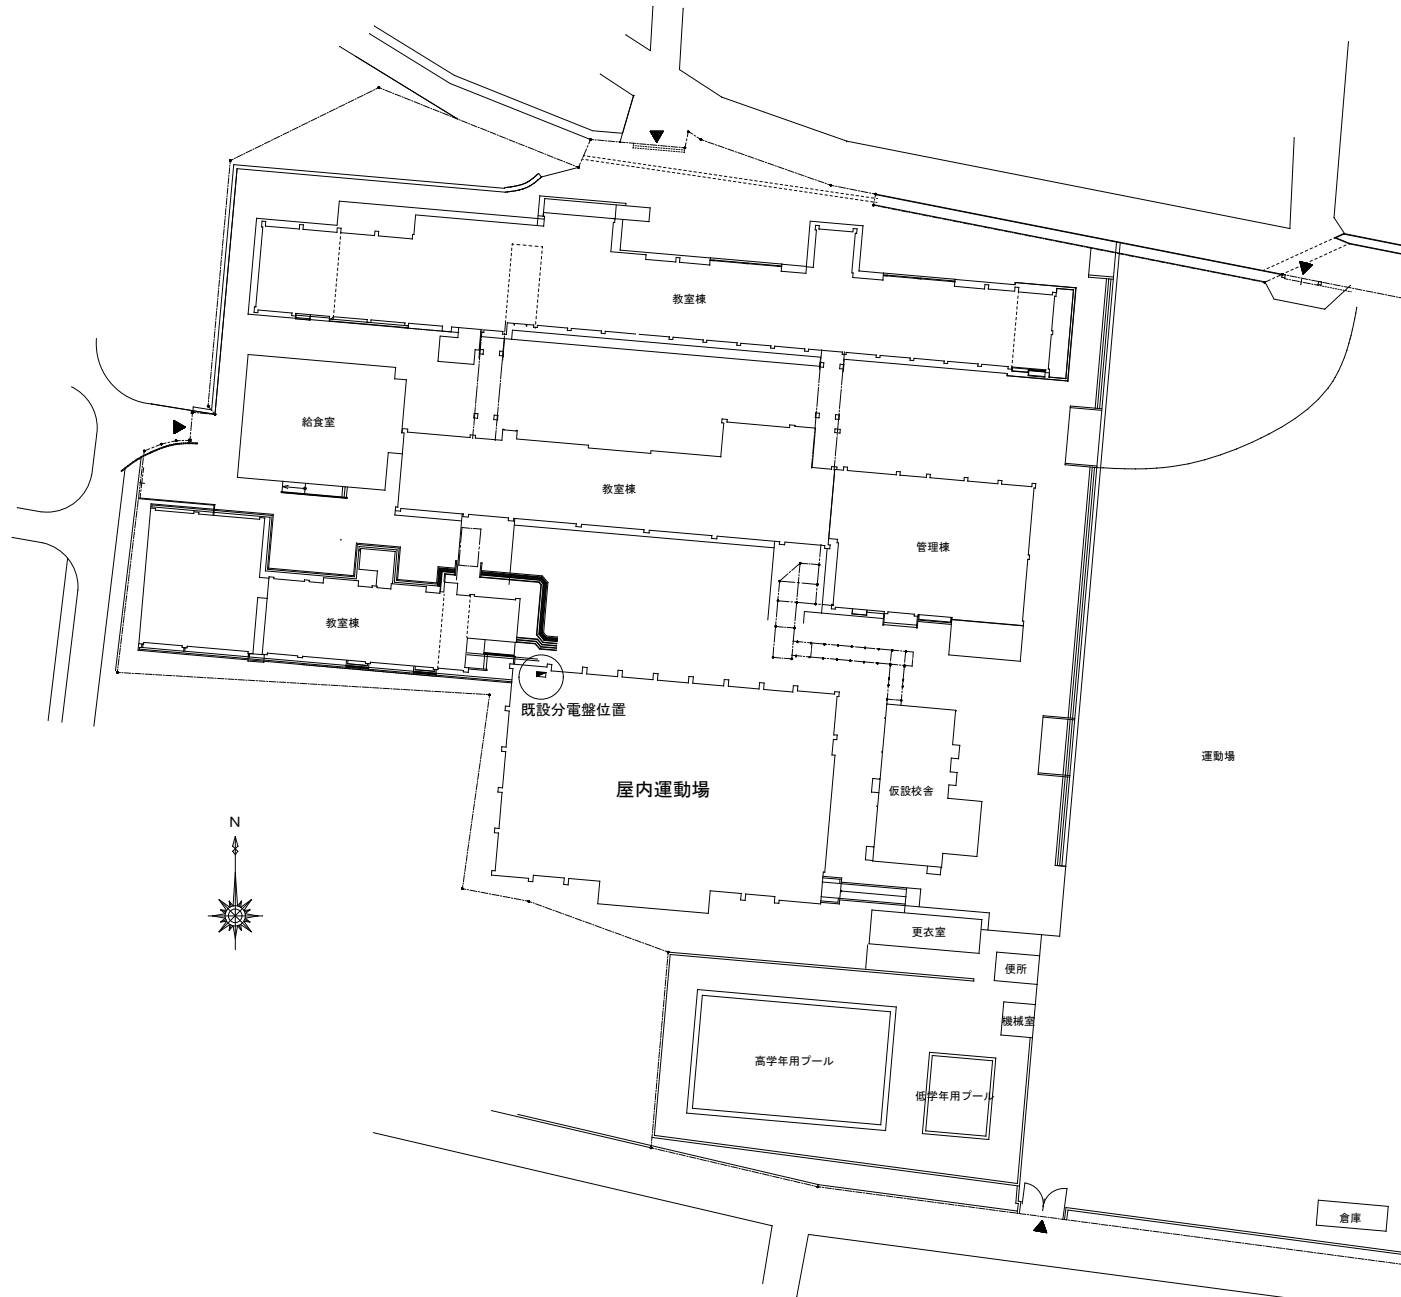 教室棟
給食室
教室棟
管理棟
教室棟
既設分電盤位置
運動場
屋内運動場
仮設校舎
N
更衣室
便所
機械室
高学年用プール
低学年用プール
倉庫